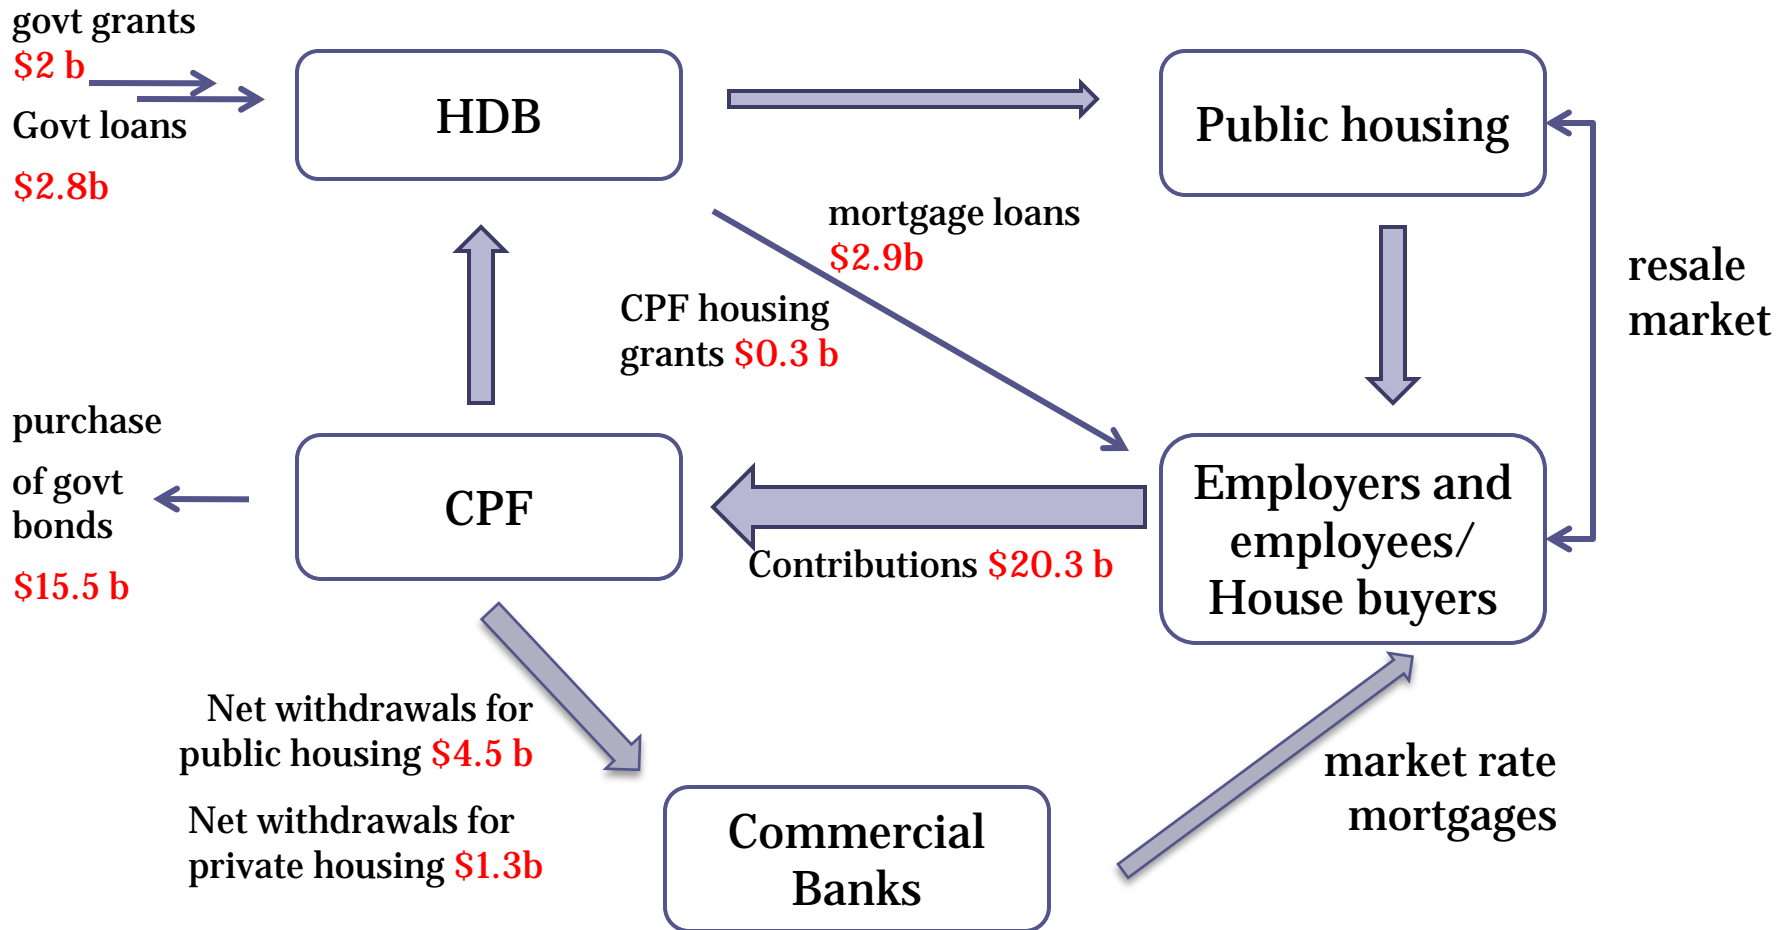 govt grants
$2 b
Govt loans
$2.8b
HDB
Public housing
mortgage loans
$2.9b
CPF housing
grants $0.3 b
resale
market
purchase
of govt
bonds
$15.5 b
CPF
Contributions $20.3 b
Employers and
employees/
House buyers
Net withdrawals for
public housing $4.5 b
Net withdrawals for
private housing $1.3b
Commercial
Banks
market rate
mortgages